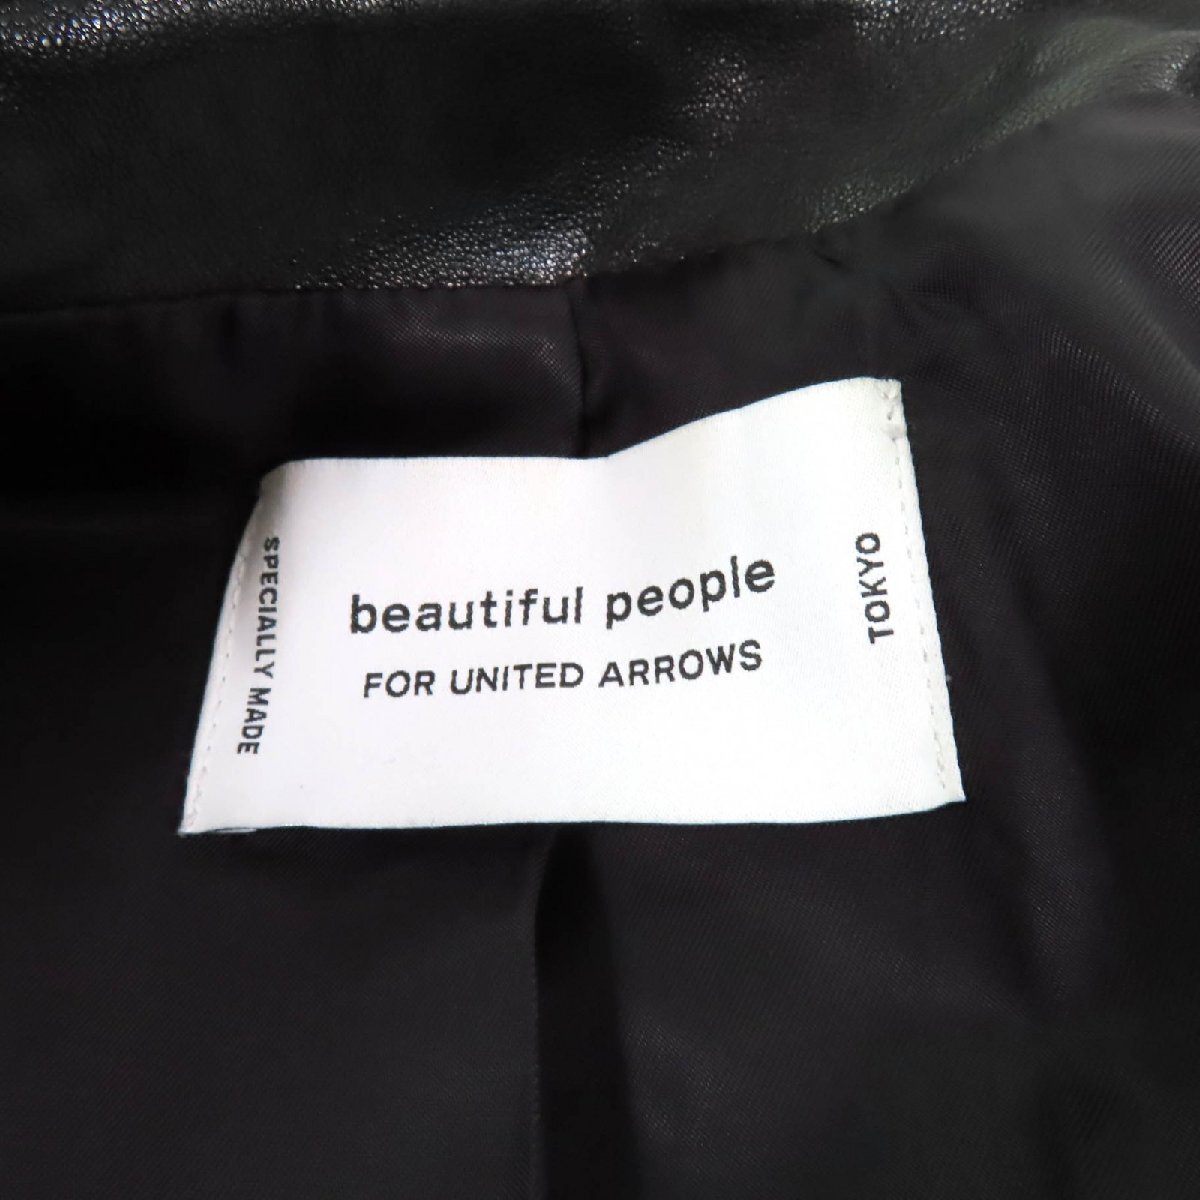 SPECIALLY MADE
beautiful people
FOR UNITED ARROWS
TOKYO